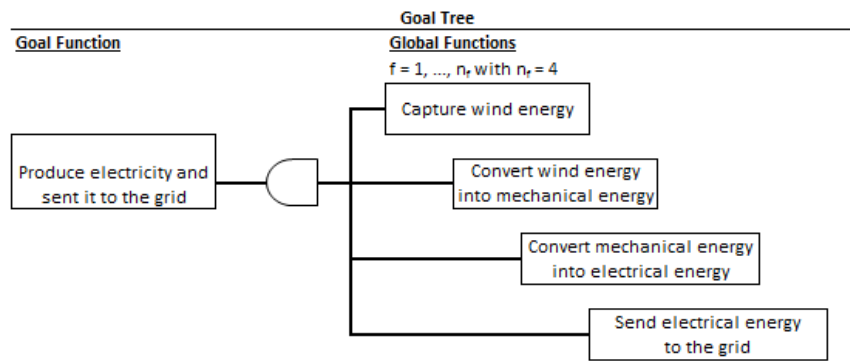 Goal Tree
Goal Function
Global Functions
f = 1, ..., nf with nf = 4
Capture wind energy
Produce electricity and
sent it to the grid
Convert wind energy
into mechanical energy
Convert mechanical energy
into electrical energy
Send electrical energy
to the grid